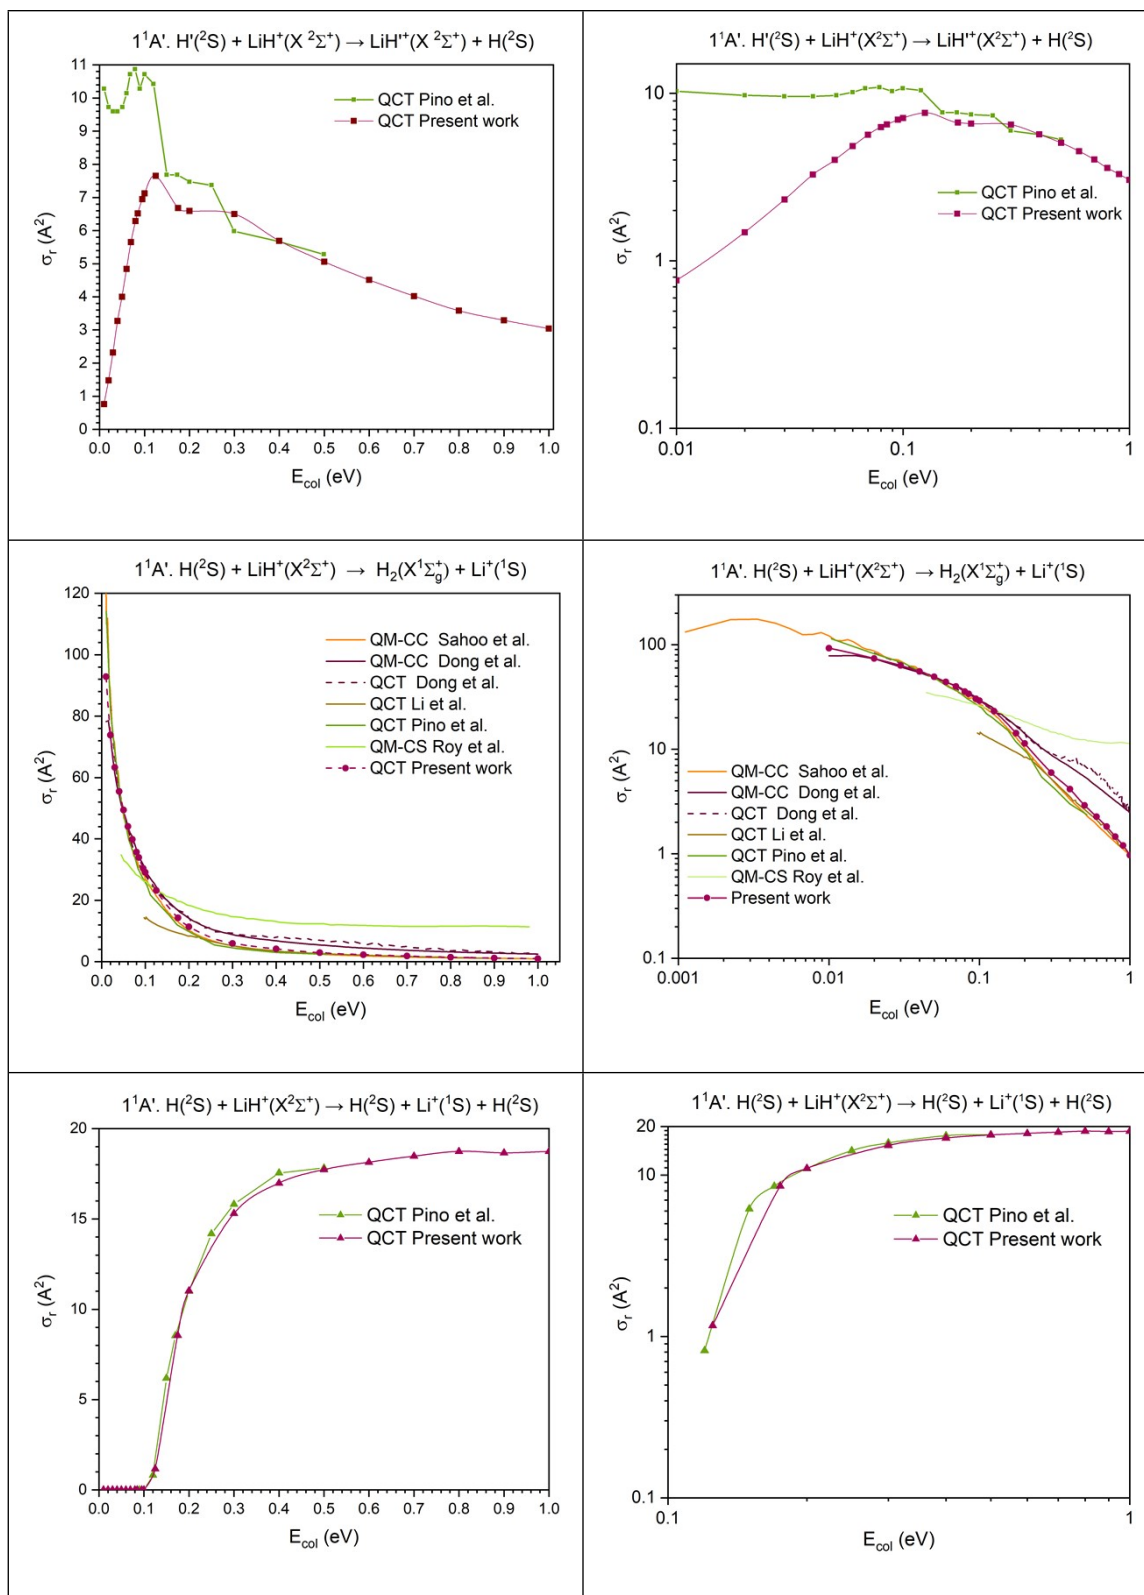 1¹A'. H'(²S) + LiH⁺(X ²Σ⁺) → LiH'⁺(X ²Σ⁺) + H(²S)
11
10
9
8
7
6
5
4
3
2
1
0
σᵣ (A²)
QCT Pino et al.
QCT Present work
0.0 0.1 0.2 0.3 0.4 0.5 0.6 0.7 0.8 0.9 1.0
E_col (eV)
1¹A'. H'(²S) + LiH⁺(X²Σ⁺) → LiH'⁺(X²Σ⁺) + H(²S)
10
1
0.1
σᵣ (A²)
QCT Pino et al.
QCT Present work
0.01 0.1 1
E_col (eV)
1¹A'. H(²S) + LiH⁺(X²Σ⁺) → H₂(X¹Σg⁺) + Li⁺(¹S)
120
100
80
60
40
20
0
σᵣ (A²)
QM-CC Sahoo et al.
QM-CC Dong et al.
QCT Dong et al.
QCT Li et al.
QCT Pino et al.
QM-CS Roy et al.
QCT Present work
0.0 0.1 0.2 0.3 0.4 0.5 0.6 0.7 0.8 0.9 1.0
E_col (eV)
1¹A'. H(²S) + LiH⁺(X²Σ⁺) → H₂(X¹Σg⁺) + Li⁺(¹S)
100
10
1
0.1
σᵣ (A²)
QM-CC Sahoo et al.
QM-CC Dong et al.
QCT Dong et al.
QCT Li et al.
QCT Pino et al.
QM-CS Roy et al.
Present work
0.001 0.01 0.1 1
E_col (eV)
1¹A'. H(²S) + LiH⁺(X²Σ⁺) → H(²S) + Li⁺(¹S) + H(²S)
20
15
10
5
0
σᵣ (A²)
QCT Pino et al.
QCT Present work
0.0 0.1 0.2 0.3 0.4 0.5 0.6 0.7 0.8 0.9 1.0
E_col (eV)
1¹A'. H(²S) + LiH⁺(X²Σ⁺) → H(²S) + Li⁺(¹S) + H(²S)
20
10
1
0.1
σᵣ (A²)
QCT Pino et al.
QCT Present work
0.1 1
E_col (eV)